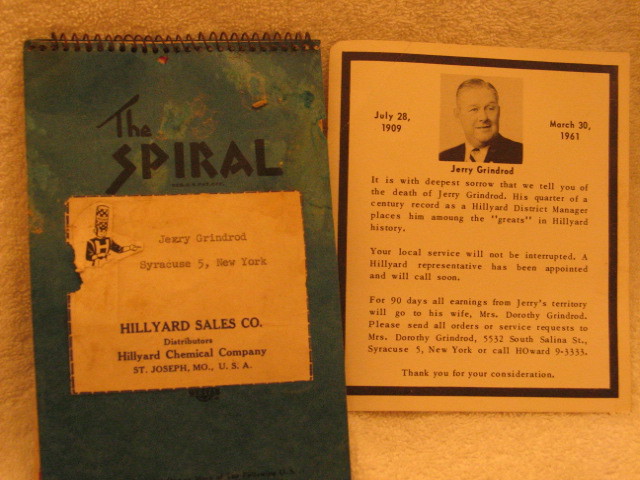 The
SPIRAL
Jerry Grindrod
Syracuse 5, New York
HILLYARD SALES CO.
Distributors
Hillyard Chemical Company
ST. JOSEPH, MO., U. S. A.
July 28,
1909
March 30,
1961
Jerry Grindrod
It is with deepest sorrow that we tell you of
the death of Jerry Grindrod. His quarter of a
century record as a Hillyard District Manager
places him amoung the "greats" in Hillyard
history.
Your local service will not be interrupted. A
Hillyard representative has been appointed
and will call soon.
For 90 days all earnings from Jerry's territory
will go to his wife, Mrs. Dorothy Grindrod.
Please send all orders or service requests to
Mrs. Dorothy Grindrod, 5532 South Salina St.,
Syracuse 5, New York or call HOward 9-3333.
Thank you for your consideration.